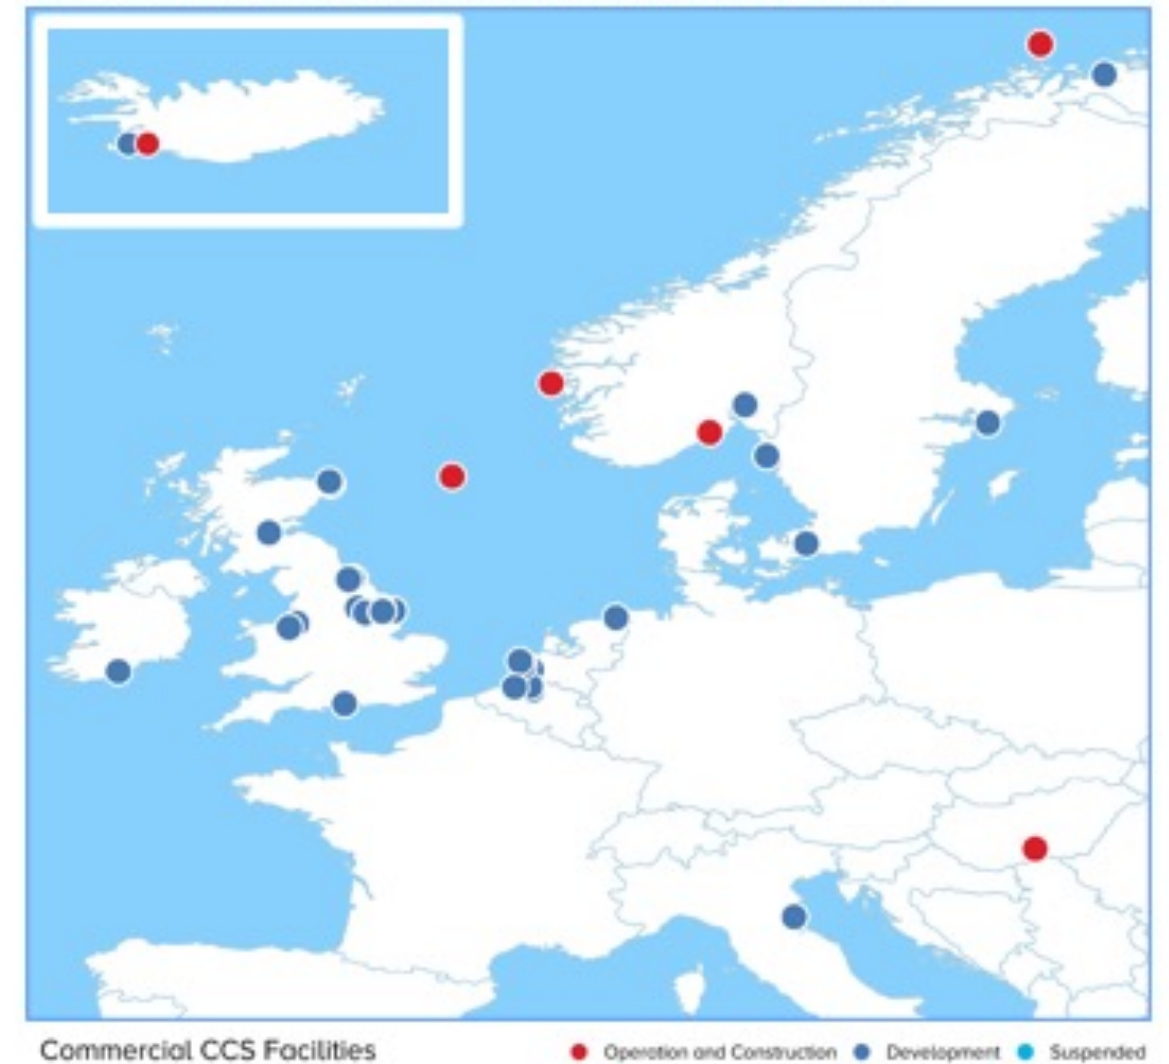 Commercial CCS Facilities
Operation and Construction
Development
Suspended